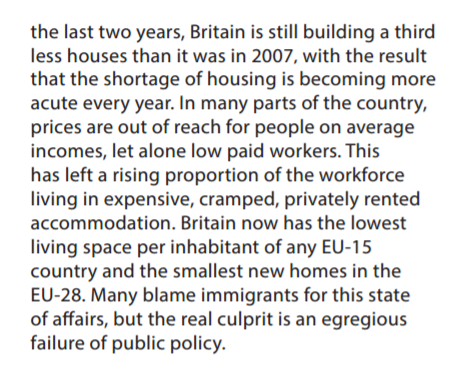 the last two years, Britain is still building a third
less houses than it was in 2007, with the result
that the shortage of housing is becoming more
acute every year. In many parts of the country,
prices are out of reach for people on average
incomes, let alone low paid workers. This
has left a rising proportion of the workforce
living in expensive, cramped, privately rented
accommodation. Britain now has the lowest
living space per inhabitant of any EU-15
country and the smallest new homes in the
EU-28. Many blame immigrants for this state
of affairs, but the real culprit is an egregious
failure of public policy.